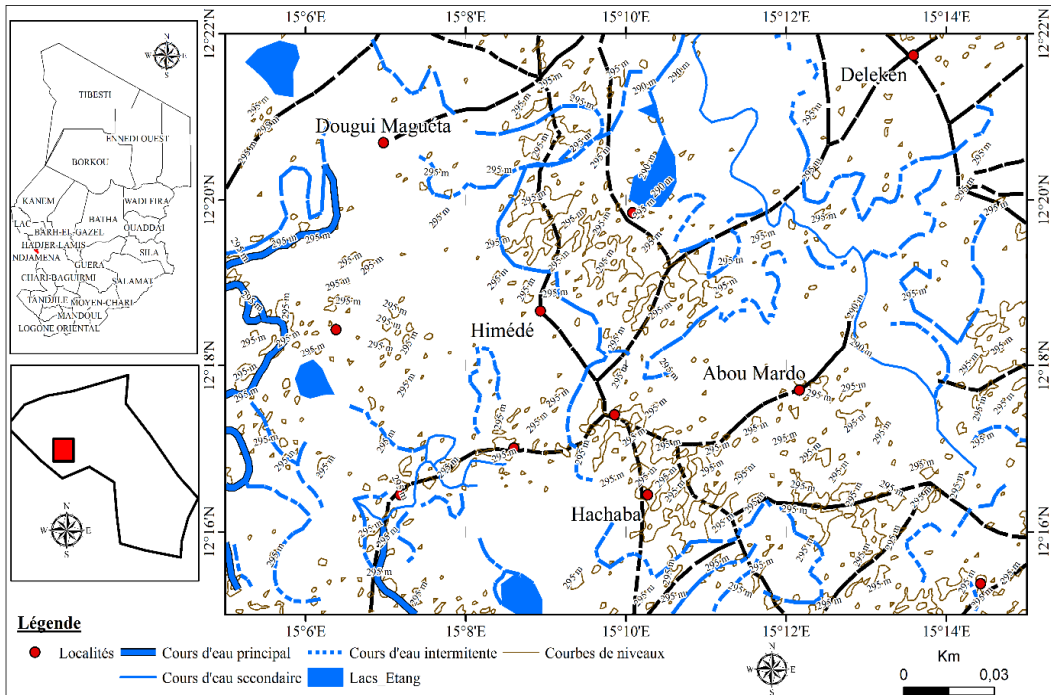 15°6'E 15°8'E 15°10'E 15°12'E 15°14'E
12°22'N 12°22'N
N
W E
S
TIBESTI
ENNEDI OUEST
BORKOU
KANEM
WADI FIRA
BATHA
LAC
BARH-EL-GAZEL
OUADDAI
HADJER-LAMIS
NDJAMENA
GUERA
SILA
CHARI-BAGUIRMI
SALAMAT
TANDJILE MOYEN-CHARI
MANDOUL
LOGONE ORIENTAL
Deleken
Dougui Magueta
12°20'N 12°20'N
295 m
290 m
Himédé
12°18'N 12°18'N
Abou Mardo
Hachaba
12°16'N 12°16'N
N
W E
S
15°6'E 15°8'E 15°10'E 15°12'E 15°14'E
Légende
Localités Cours d'eau principal Cours d'eau intermitente Courbes de niveaux
Cours d'eau secondaire Lacs_Etang
N
W E
S
Km
0 0,03